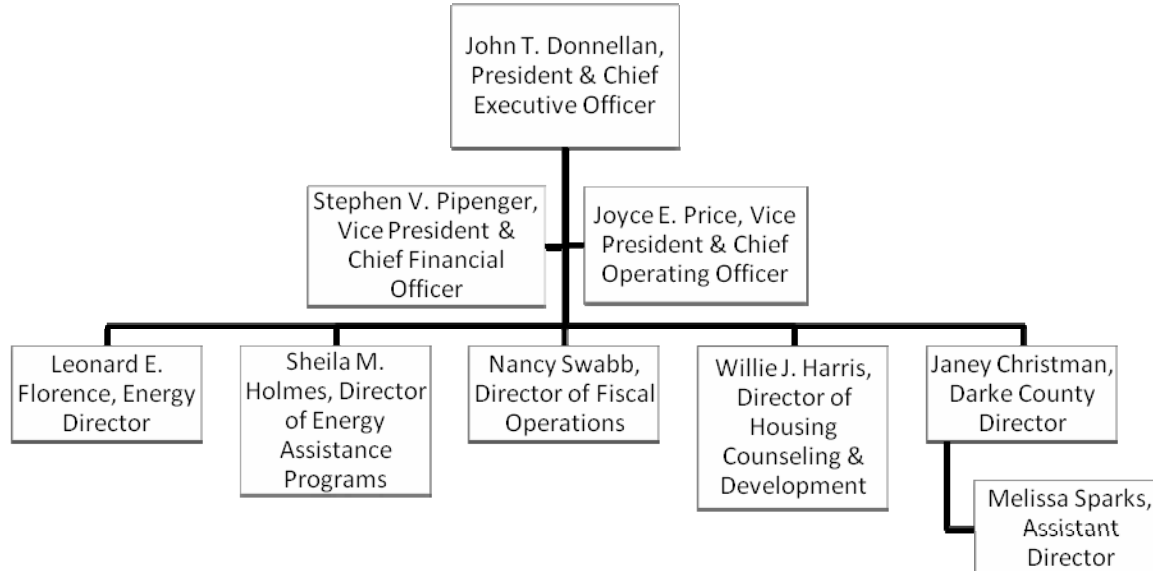 John T. Donnellan,
President & Chief
Executive Officer
Stephen V. Pipenger,
Vice President &
Chief Financial
Officer
Joyce E. Price, Vice
President & Chief
Operating Officer
Leonard E.
Florence, Energy
Director
Sheila M.
Holmes, Director
of Energy
Assistance
Programs
Nancy Swabb,
Director of Fiscal
Operations
Willie J. Harris,
Director of
Housing
Counseling &
Development
Janey Christman,
Darke County
Director
Melissa Sparks,
Assistant
Director